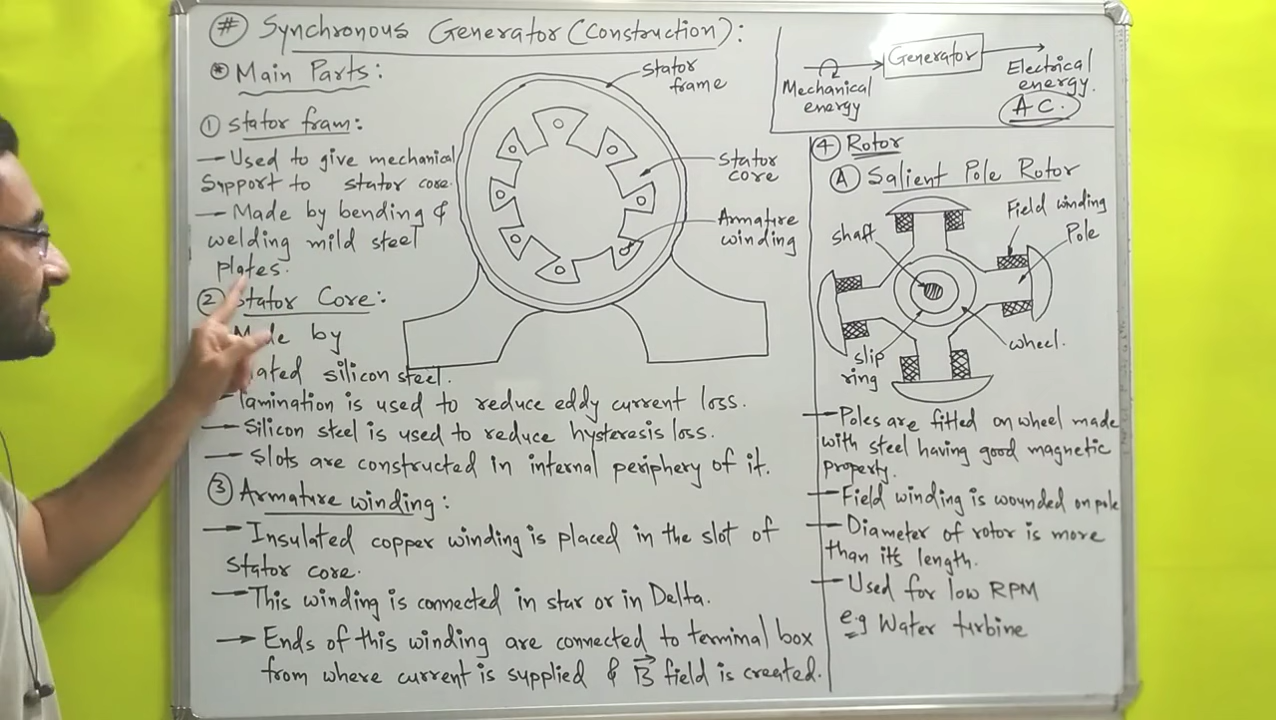 # Synchronous Generator (Construction):
* Main Parts:
① Stator fram:
— Used to give mechanical
Support to stator core.
— Made by bending &
welding mild steel
plates.
② Stator Core:
by
silicon steel.
lamination is used to reduce eddy current loss.
— Silicon steel is used to reduce hysteresis loss.
— Slots are constructed in internal periphery of it.
③ Armature winding:
→ Insulated copper winding is placed in the slot of
Stator core.
— This winding is connected in star or in Delta.
→ Ends of this winding are connected to terminal box
from where current is supplied & B⃗ field is created.
stator
frame
stator
core
Armature
winding
Mechanical
energy
Generator
Electrical
energy.
AC.
④ Rotor
Ⓐ Salient Pole Rotor
Field winding
Pole
shaft
slip
ring
wheel.
— Poles are fitted on wheel made
with steel having good magnetic
property.
— Field winding is wounded on pole
— Diameter of rotor is more
than it's length.
— Used for low RPM
e.g Water turbine